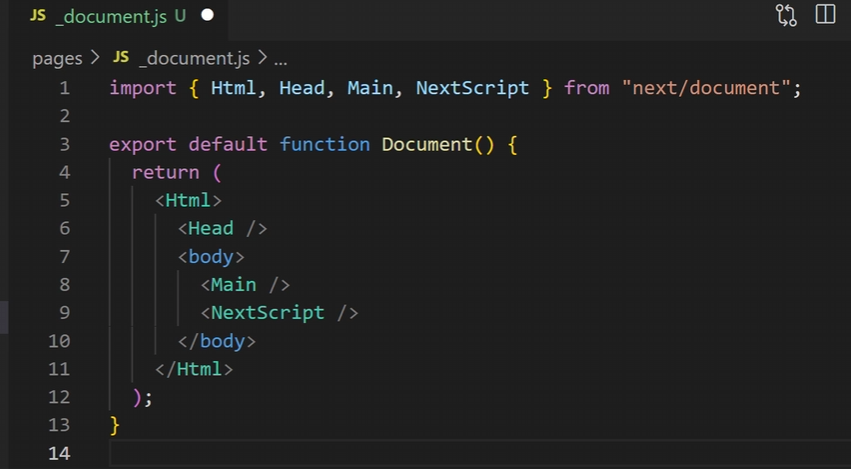 JS _document.js U
pages > JS _document.js > ...
1 import { Html, Head, Main, NextScript } from "next/document";
2
3 export default function Document() {
4   return (
5     <Html>
6       <Head />
7       <body>
8         <Main />
9         <NextScript />
10       </body>
11     </Html>
12   );
13 }
14